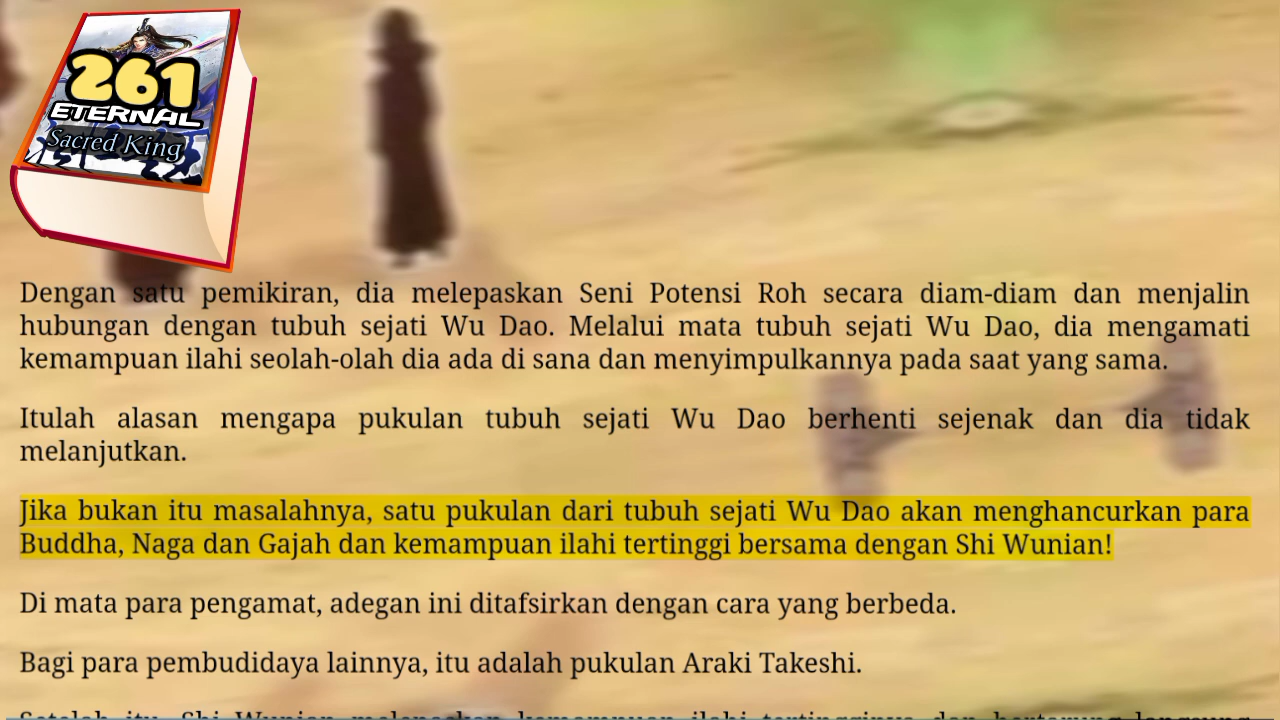 261
ETERNAL
Sacred King
Dengan satu pemikiran, dia melepaskan Seni Potensi Roh secara diam-diam dan menjalin
hubungan dengan tubuh sejati Wu Dao. Melalui mata tubuh sejati Wu Dao, dia mengamati
kemampuan ilahi seolah-olah dia ada di sana dan menyimpulkannya pada saat yang sama.
Itulah alasan mengapa pukulan tubuh sejati Wu Dao berhenti sejenak dan dia tidak
melanjutkan.
Jika bukan itu masalahnya, satu pukulan dari tubuh sejati Wu Dao akan menghancurkan para
Buddha, Naga dan Gajah dan kemampuan ilahi tertinggi bersama dengan Shi Wunian!
Di mata para pengamat, adegan ini ditafsirkan dengan cara yang berbeda.
Bagi para pembudidaya lainnya, itu adalah pukulan Araki Takeshi.